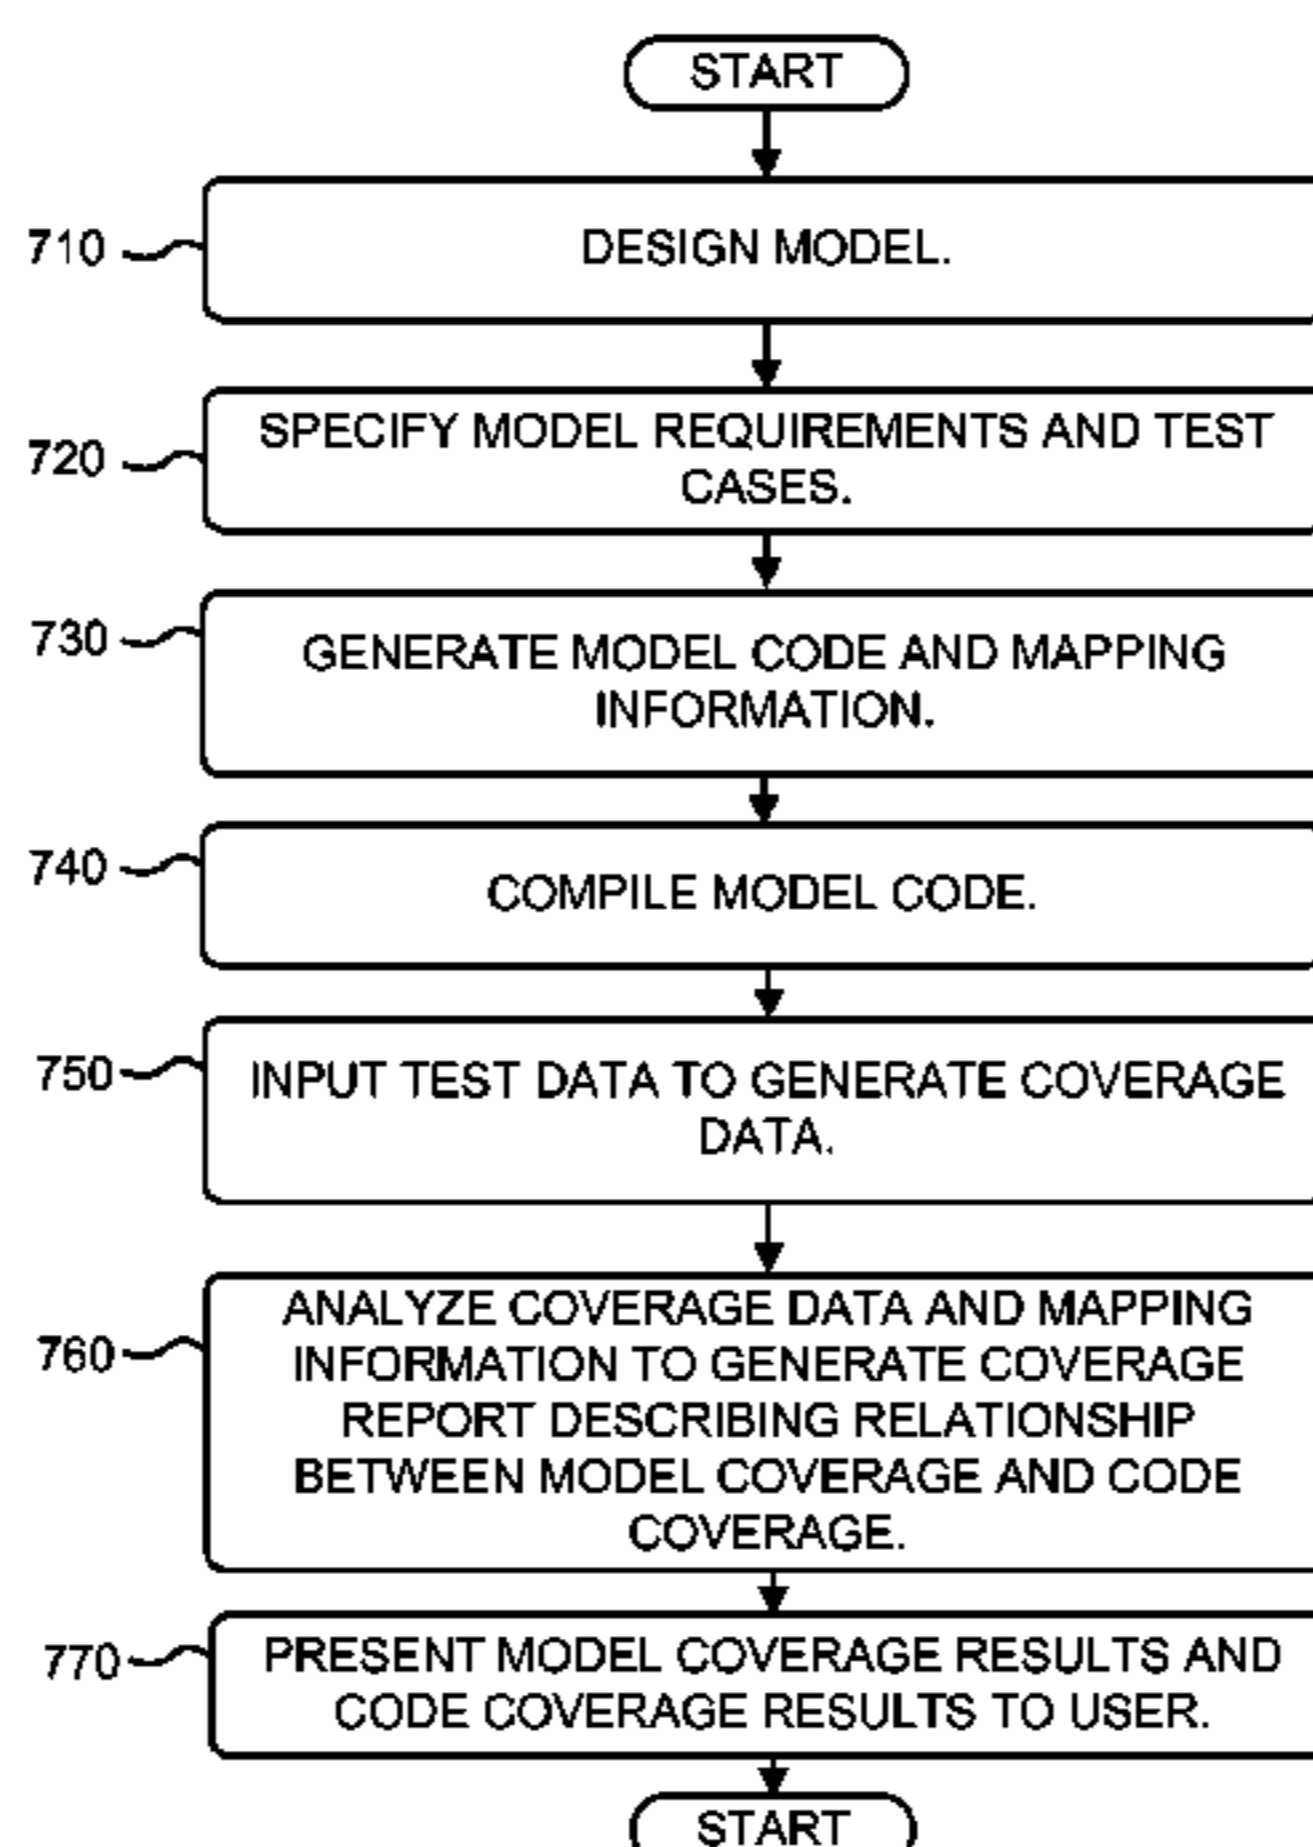 START
710
DESIGN MODEL.
720
SPECIFY MODEL REQUIREMENTS AND TEST
CASES.
730
GENERATE MODEL CODE AND MAPPING
INFORMATION.
740
COMPILE MODEL CODE.
750
INPUT TEST DATA TO GENERATE COVERAGE
DATA.
760
ANALYZE COVERAGE DATA AND MAPPING
INFORMATION TO GENERATE COVERAGE
REPORT DESCRIBING RELATIONSHIP
BETWEEN MODEL COVERAGE AND CODE
COVERAGE.
770
PRESENT MODEL COVERAGE RESULTS AND
CODE COVERAGE RESULTS TO USER.
START